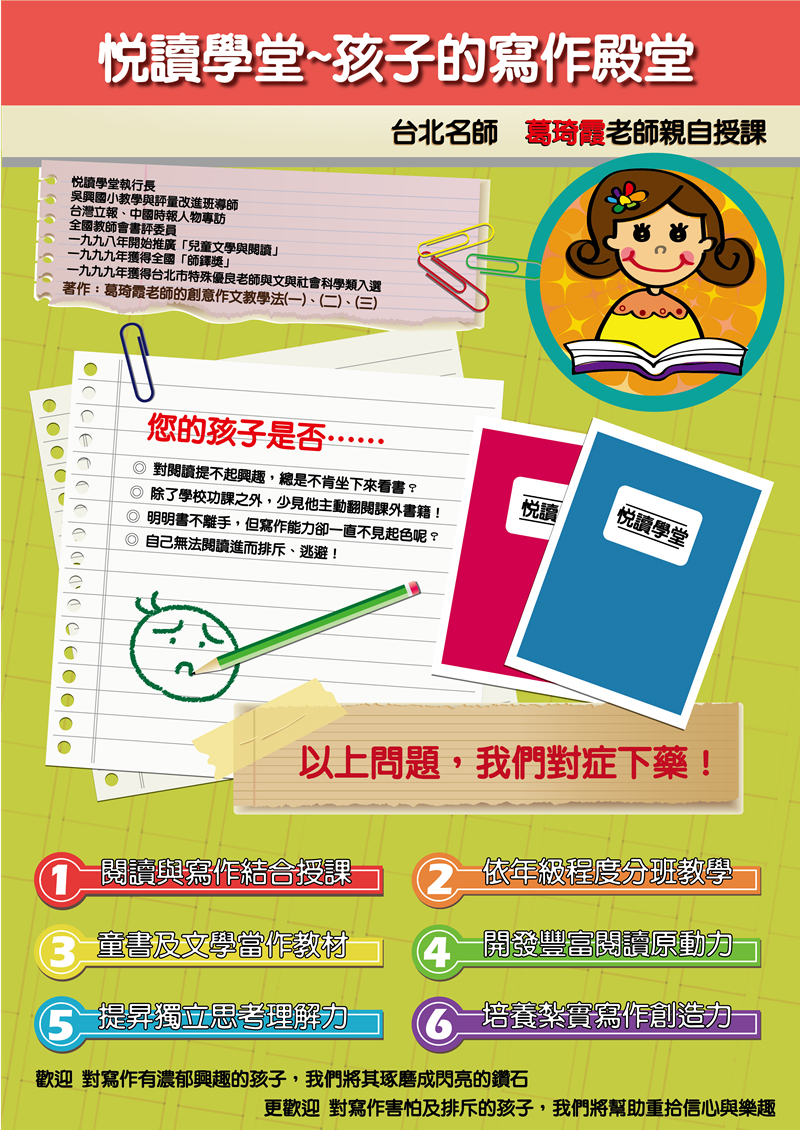 悦讀學堂~孩子的寫作殿堂
台北名師 葛琦霞老師親自授課
悦讀學堂執行長
吳興國小教學與評量改進班導師
台灣立報、中國時報人物專訪
全國教師會書評委員
一九九八年開始推廣「兒童文學與閱讀」
一九九九年獲得全國「師鐸獎」
一九九九年獲得台北市特殊優良老師與文與社會科學類入選
著作：葛琦霞老師的創意作文教學法(一)、(二)、(三)
您的孩子是否……
◎ 對閱讀提不起興趣，總是不肯坐下來看書？
◎ 除了學校功課之外，少見他主動翻閱課外書籍！
◎ 明明書不離手，但寫作能力卻一直不見起色呢？
◎ 自己無法閱讀進而排斥、逃避！
悦讀
悦讀學堂
以上問題，我們對症下藥！
1 閱讀與寫作結合授課
2 依年級程度分班教學
3 童書及文學當作教材
4 開發豐富閱讀原動力
5 提昇獨立思考理解力
6 培養紮實寫作創造力
歡迎 對寫作有濃郁興趣的孩子，我們將其琢磨成閃亮的鑽石
更歡迎 對寫作害怕及排斥的孩子，我們將幫助重拾信心與樂趣